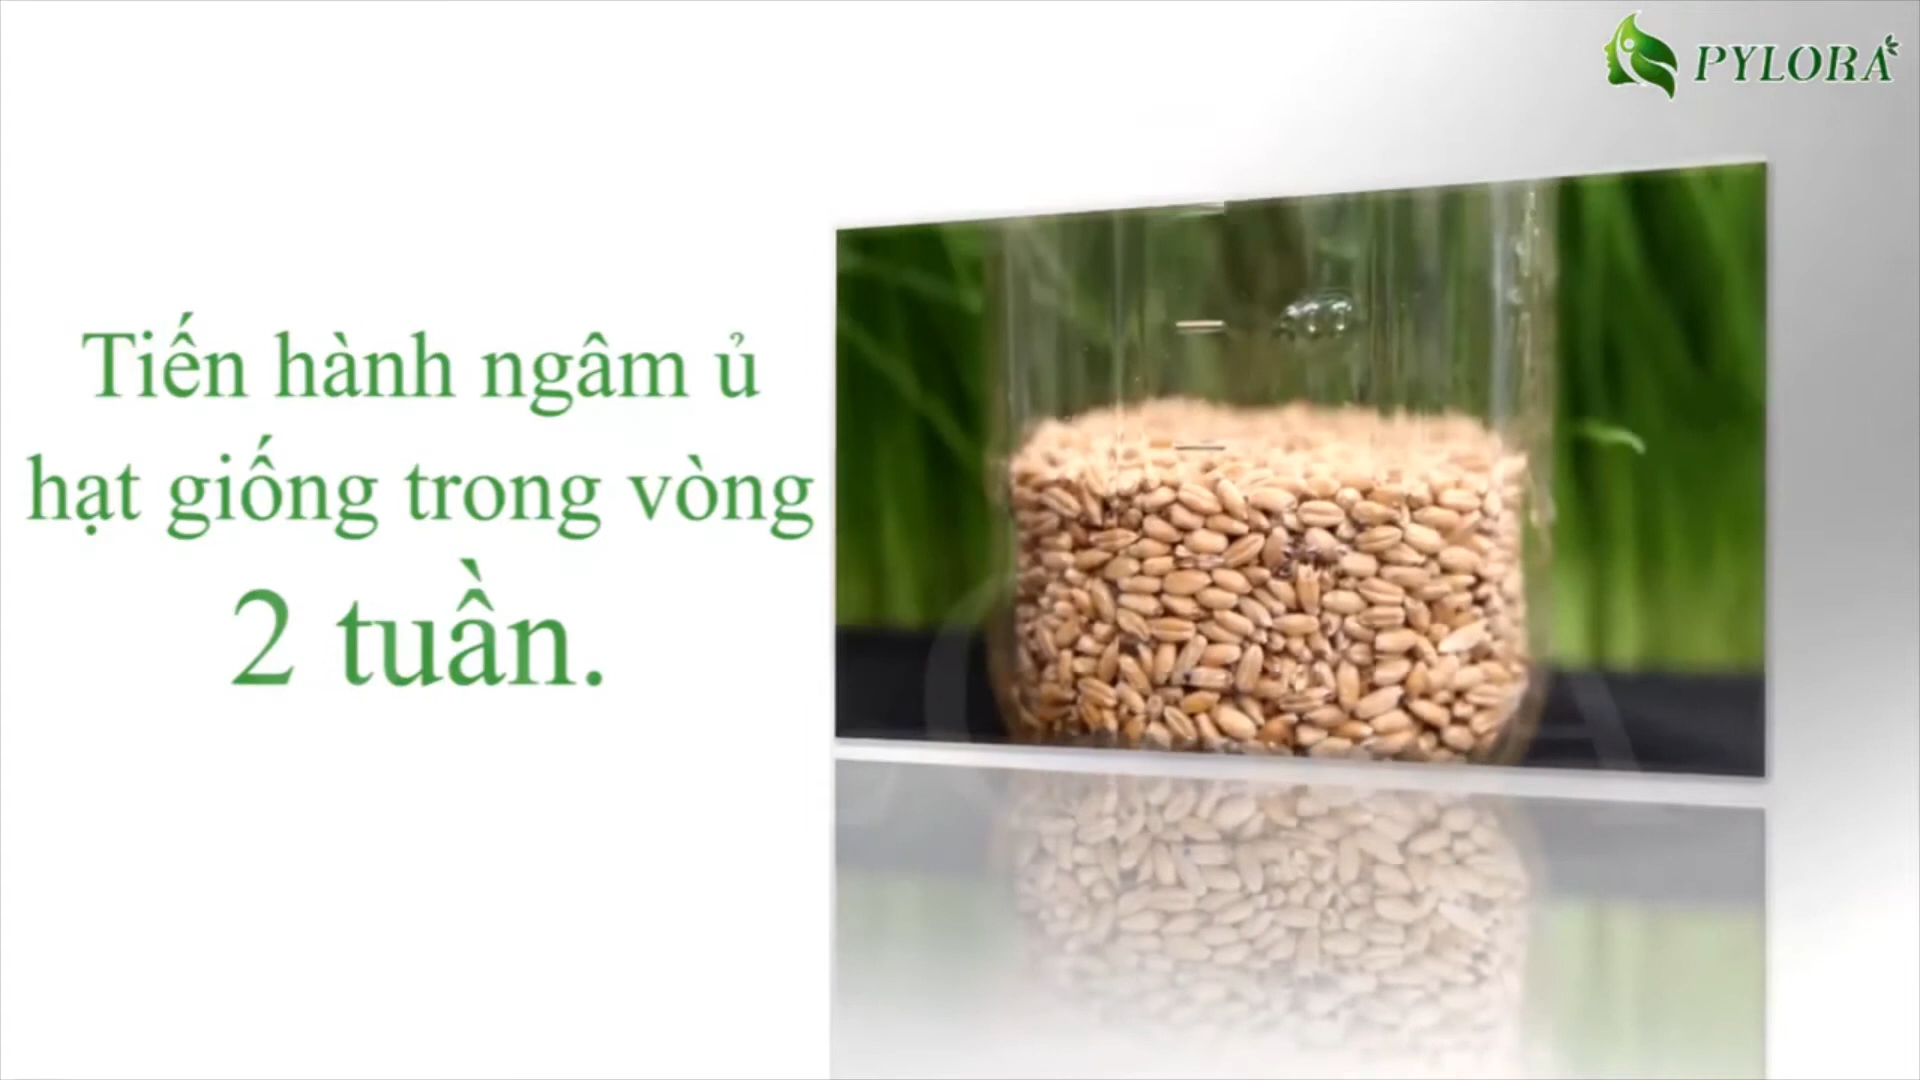 PYLORA
Tiến hành ngâm ủ
hạt giống trong vòng
2 tuần.